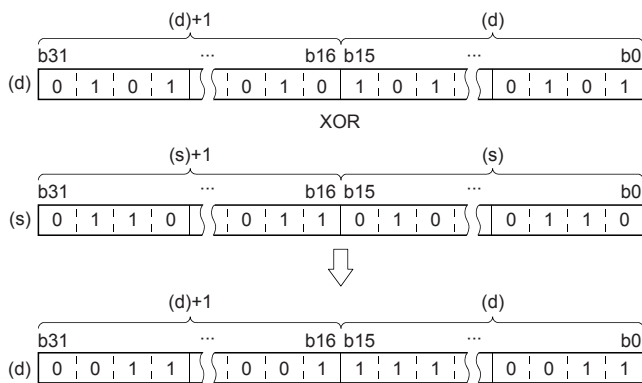 (d)+1 (d)
b31 ... b16 b15 ... b0
(d) 0 1 0 1 0 1 0 1 0 1 0 1 0 1
XOR
(s)+1 (s)
b31 ... b16 b15 ... b0
(s) 0 1 1 0 0 1 1 0 1 0 0 1 1 0
(d)+1 (d)
b31 ... b16 b15 ... b0
(d) 0 0 1 1 0 0 1 1 1 1 0 0 1 1